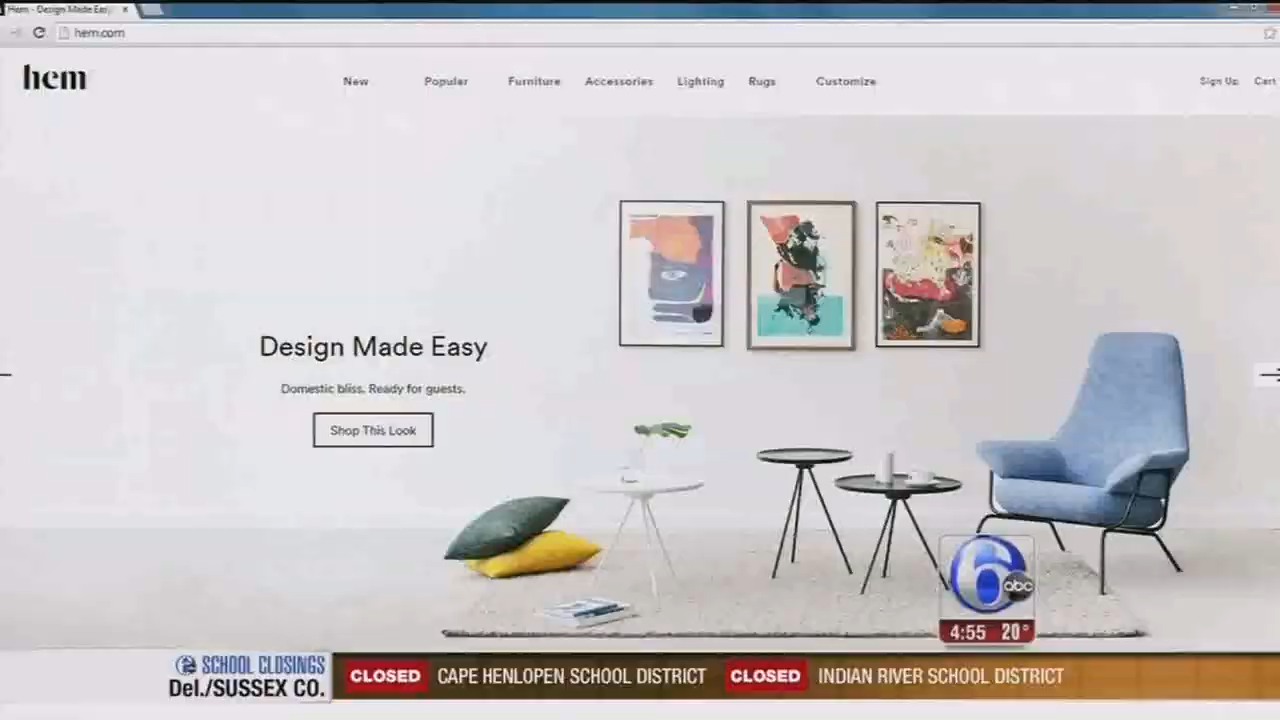 Hem - Design Made Easy
hem.com
hem
New Popular Furniture Accessories Lighting Rugs Customize Sign Up Cart
Design Made Easy
Domestic bliss. Ready for guests.
Shop This Look
6
abc
4:55 20°
SCHOOL CLOSINGS
Del./SUSSEX CO.
CLOSED CAPE HENLOPEN SCHOOL DISTRICT CLOSED INDIAN RIVER SCHOOL DISTRICT